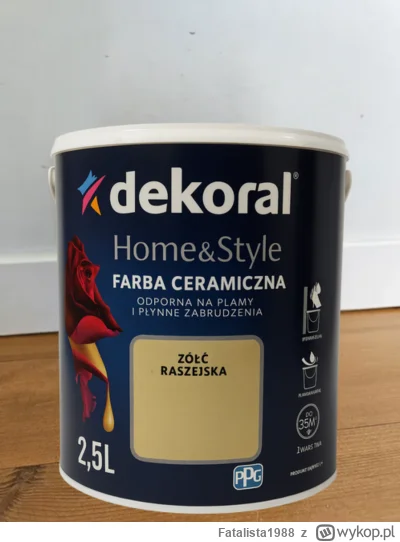 dekoral®
Home&Style
FARBA CERAMICZNA
ODPORNA NA PLAMY
I PŁYNNE ZABRUDZENIA
ZÓŁĆ
RASZEJSKA
DO
35M²
2,5L
PPG
Fatalista1988 z wykop.pl